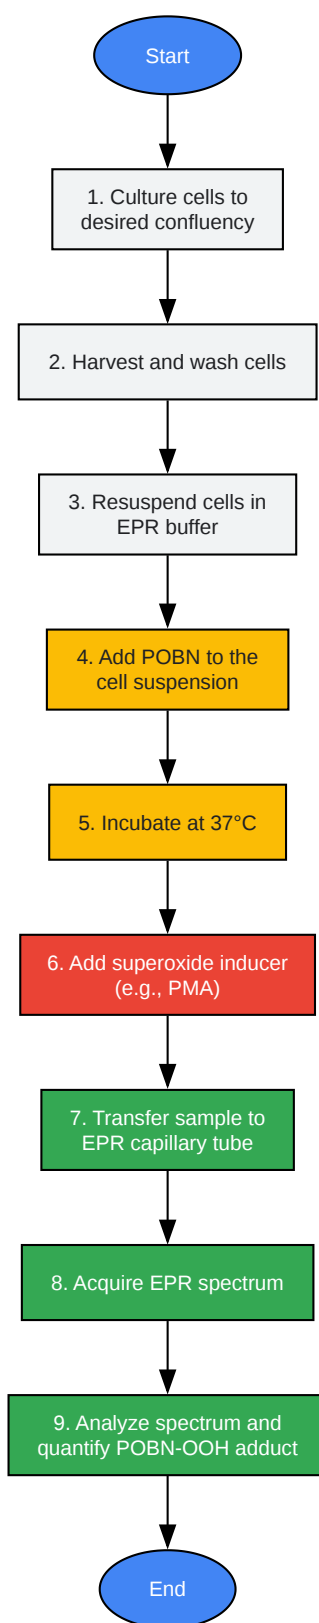 Start
1. Culture cells to
desired confluency
2. Harvest and wash cells
3. Resuspend cells in
EPR buffer
4. Add POBN to the
cell suspension
5. Incubate at 37°C
6. Add superoxide inducer
(e.g., PMA)
7. Transfer sample to
EPR capillary tube
8. Acquire EPR spectrum
9. Analyze spectrum and
quantify POBN-OOH adduct
End